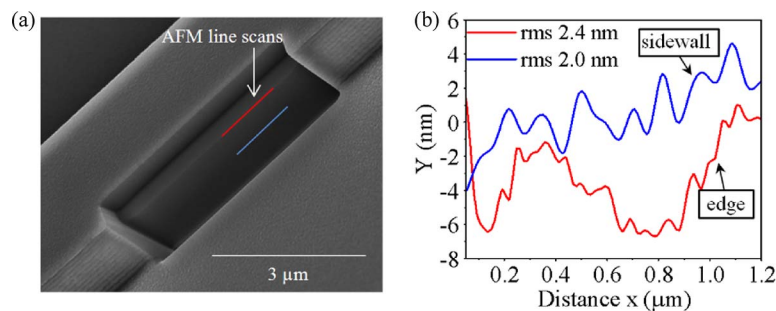 (a)
AFM line scans
3 µm
(b)
6
4
2
0
-2
-4
-6
-8
Y (nm)
rms 2.4 nm
rms 2.0 nm
sidewall
edge
0.2 0.4 0.6 0.8 1.0 1.2
Distance x (µm)